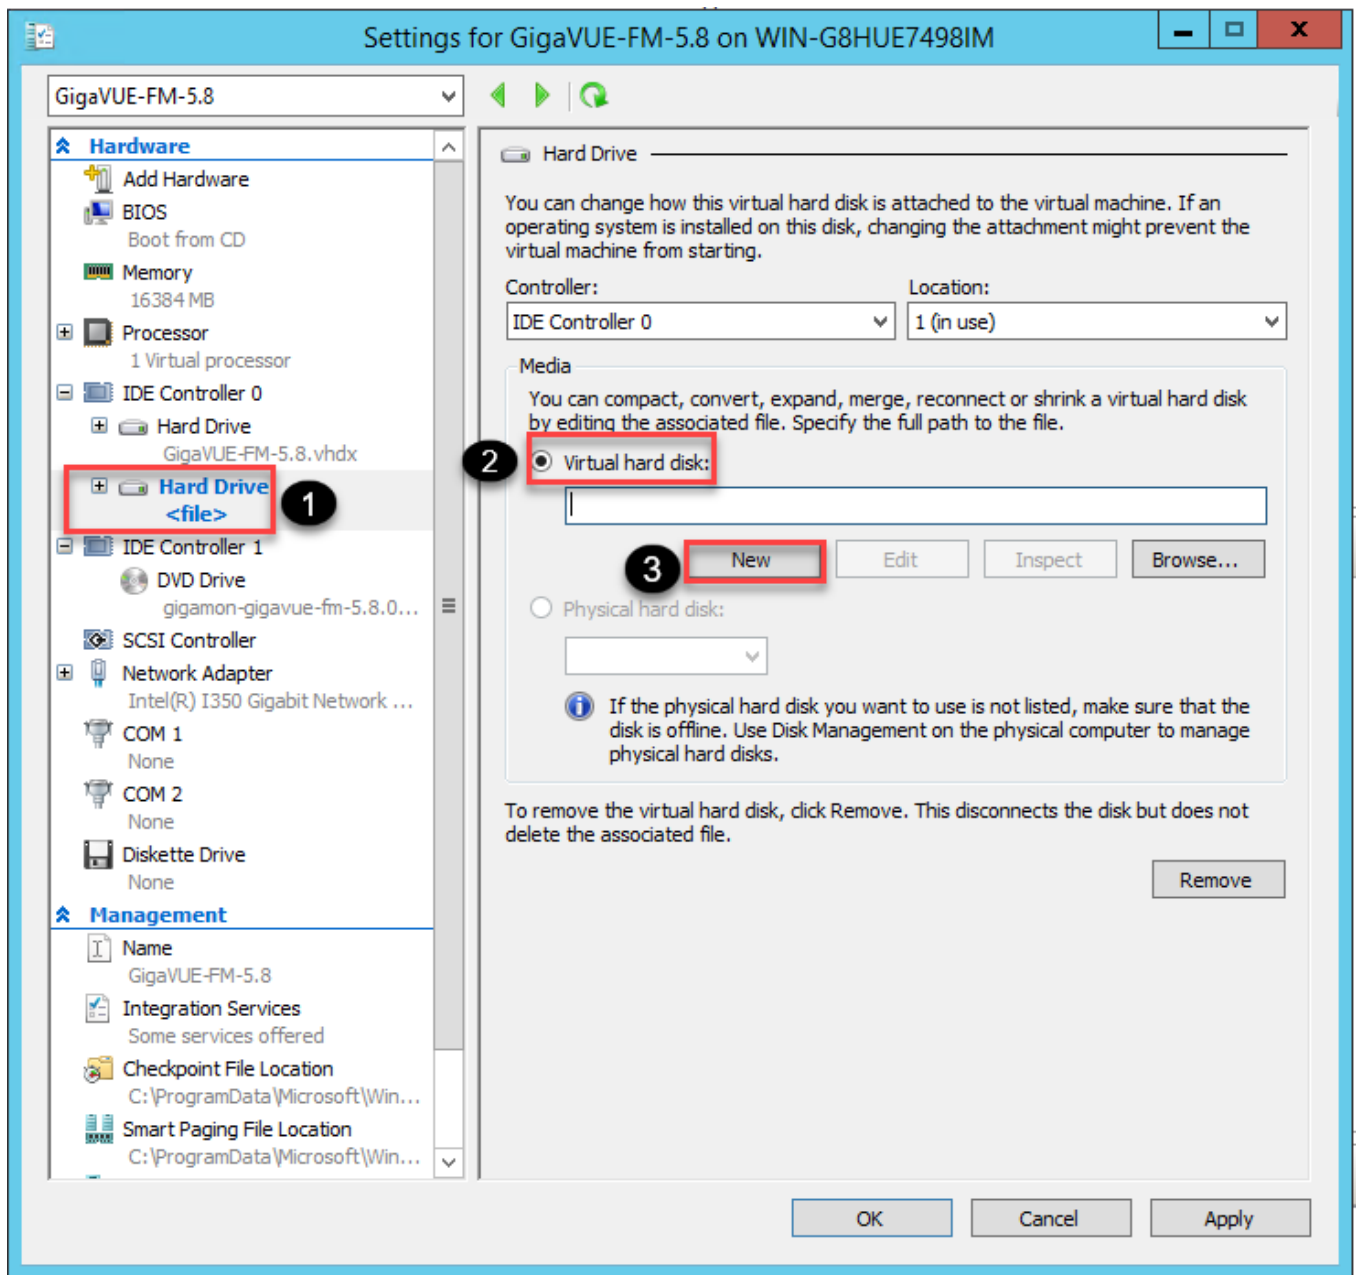 Settings for GigaVUE-FM-5.8 on WIN-G8HUE7498IM
x
GigaVUE-FM-5.8
Hardware
Add Hardware
BIOS
Boot from CD
Memory
16384 MB
Processor
1 Virtual processor
IDE Controller 0
Hard Drive
GigaVUE-FM-5.8.vhdx
Hard Drive
<file>
1
IDE Controller 1
DVD Drive
gigamon-gigavue-fm-5.8.0...
SCSI Controller
Network Adapter
Intel(R) I350 Gigabit Network ...
COM 1
None
COM 2
None
Diskette Drive
None
Management
Name
GigaVUE-FM-5.8
Integration Services
Some services offered
Checkpoint File Location
C:\ProgramData\Microsoft\Win...
Smart Paging File Location
C:\ProgramData\Microsoft\Win...
Hard Drive
You can change how this virtual hard disk is attached to the virtual machine. If an
operating system is installed on this disk, changing the attachment might prevent the
virtual machine from starting.
Controller:
Location:
IDE Controller 0
1 (in use)
Media
You can compact, convert, expand, merge, reconnect or shrink a virtual hard disk
by editing the associated file. Specify the full path to the file.
2
Virtual hard disk:
3
New
Edit
Inspect
Browse...
Physical hard disk:
If the physical hard disk you want to use is not listed, make sure that the
disk is offline. Use Disk Management on the physical computer to manage
physical hard disks.
To remove the virtual hard disk, click Remove. This disconnects the disk but does not
delete the associated file.
Remove
OK
Cancel
Apply